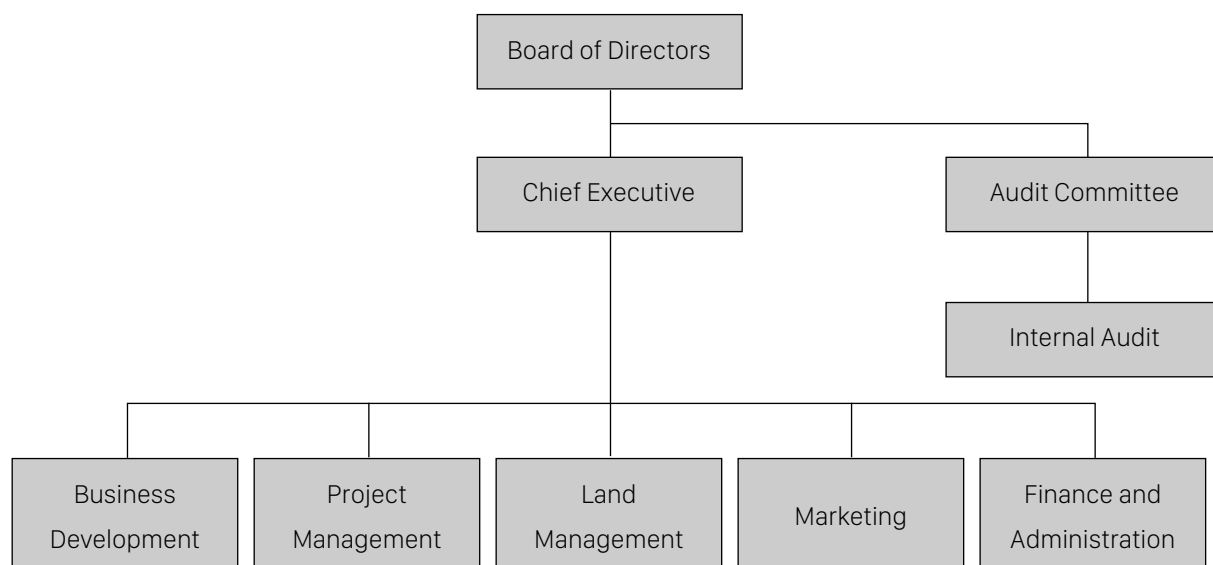 Board of Directors
Chief Executive
Audit Committee
Internal Audit
Business
Development
Project
Management
Land
Management
Marketing
Finance and
Administration